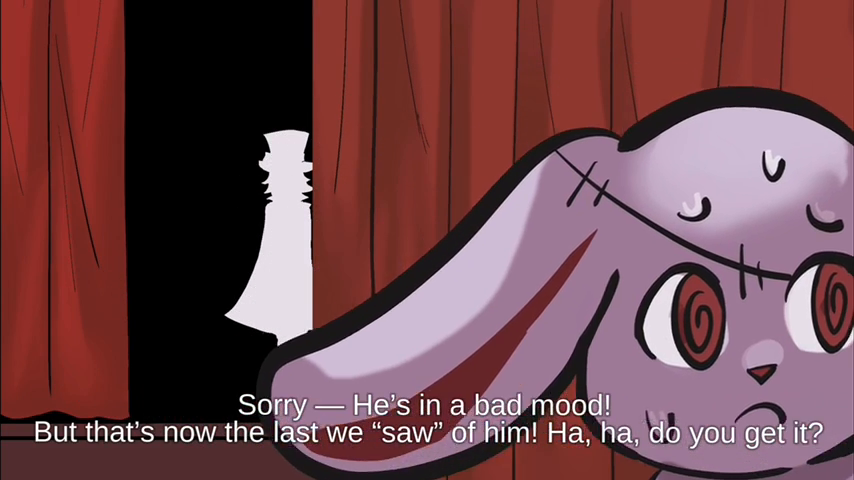 Sorry — He's in a bad mood!
But that's now the last we “saw” of him! Ha, ha, do you get it?